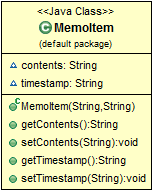 <<Java Class>>
MemoItem
(default package)
contents: String
timestamp: String
MemoItem(String,String)
getContents():String
setContents(String):void
getTimestamp():String
setTimestamp(String):void